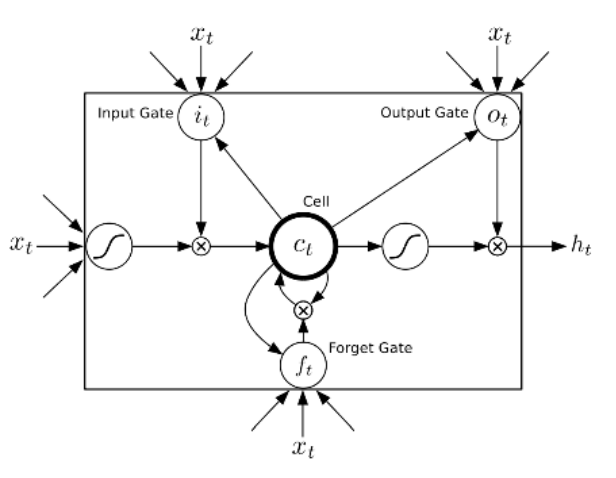 x_t x_t
Input Gate i_t Output Gate o_t
Cell
x_t c_t h_t
Forget Gate
f_t
x_t